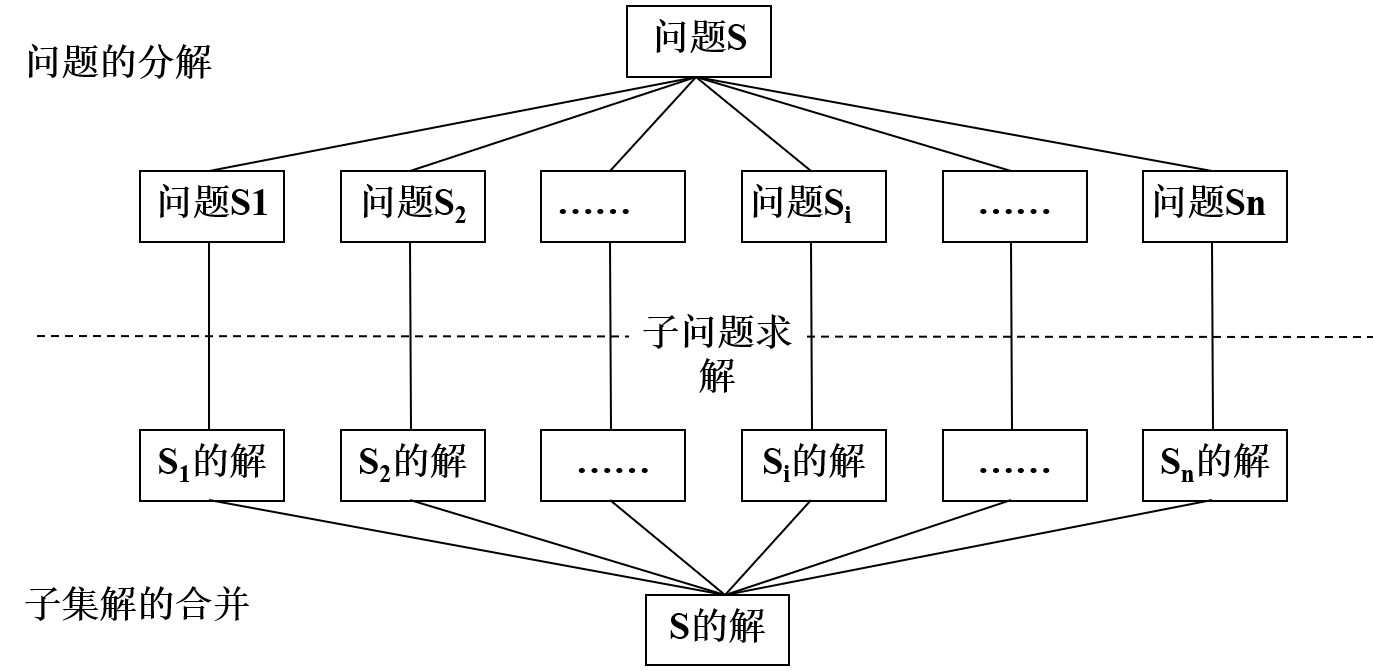 问题S
问题的分解
问题S1
问题S₂
……
问题Sᵢ
……
问题Sn
子问题求
解
S₁的解
S₂的解
……
Sᵢ的解
……
Sₙ的解
子集解的合并
S的解